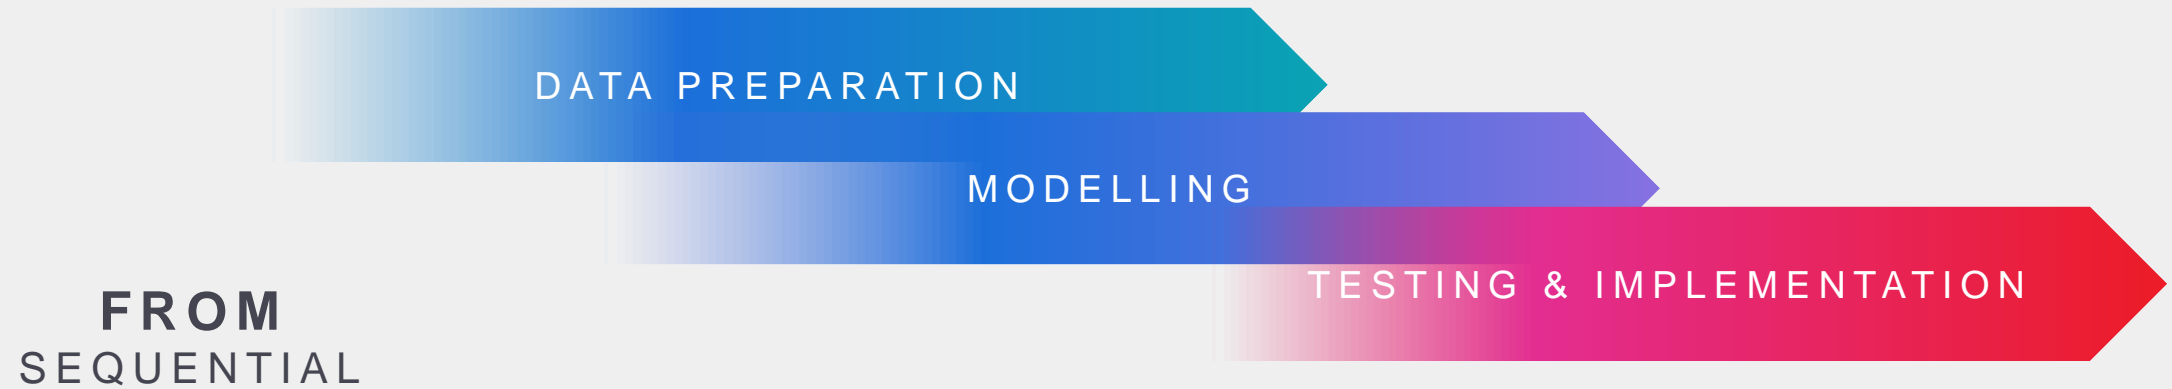 DATA PREPARATION
MODELLING
TESTING & IMPLEMENTATION
FROM
SEQUENTIAL